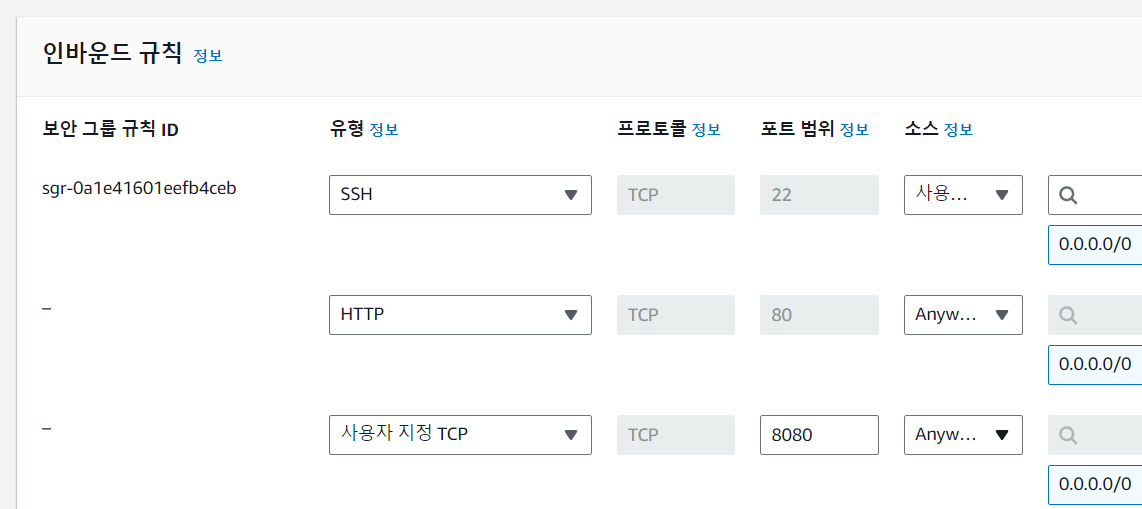 인바운드 규칙 정보
보안 그룹 규칙 ID 유형 정보 프로토콜 정보 포트 범위 정보 소스 정보
sgr-0a1e41601eefb4ceb SSH TCP 22 사용...
0.0.0.0/0
– HTTP TCP 80 Anyw...
0.0.0.0/0
– 사용자 지정 TCP TCP 8080 Anyw...
0.0.0.0/0